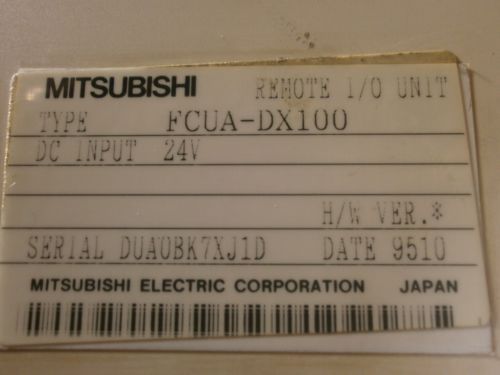 MITSUBISHI REMOTE I/O UNIT
TYPE FCUA-DX100
DC INPUT 24V
H/W VER.*
SERIAL DUA0BK7XJ1D DATE 9510
MITSUBISHI ELECTRIC CORPORATION JAPAN